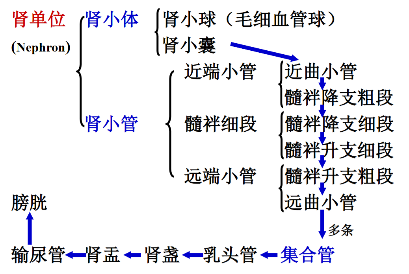 肾单位 肾小体 肾小球（毛细血管球）
(Nephron) 肾小囊
近端小管 近曲小管
髓袢降支粗段
肾小管 髓袢细段 髓袢降支细段
髓袢升支细段
远端小管 髓袢升支粗段
远曲小管
膀胱 多条
输尿管 肾盂 肾盏 乳头管 集合管